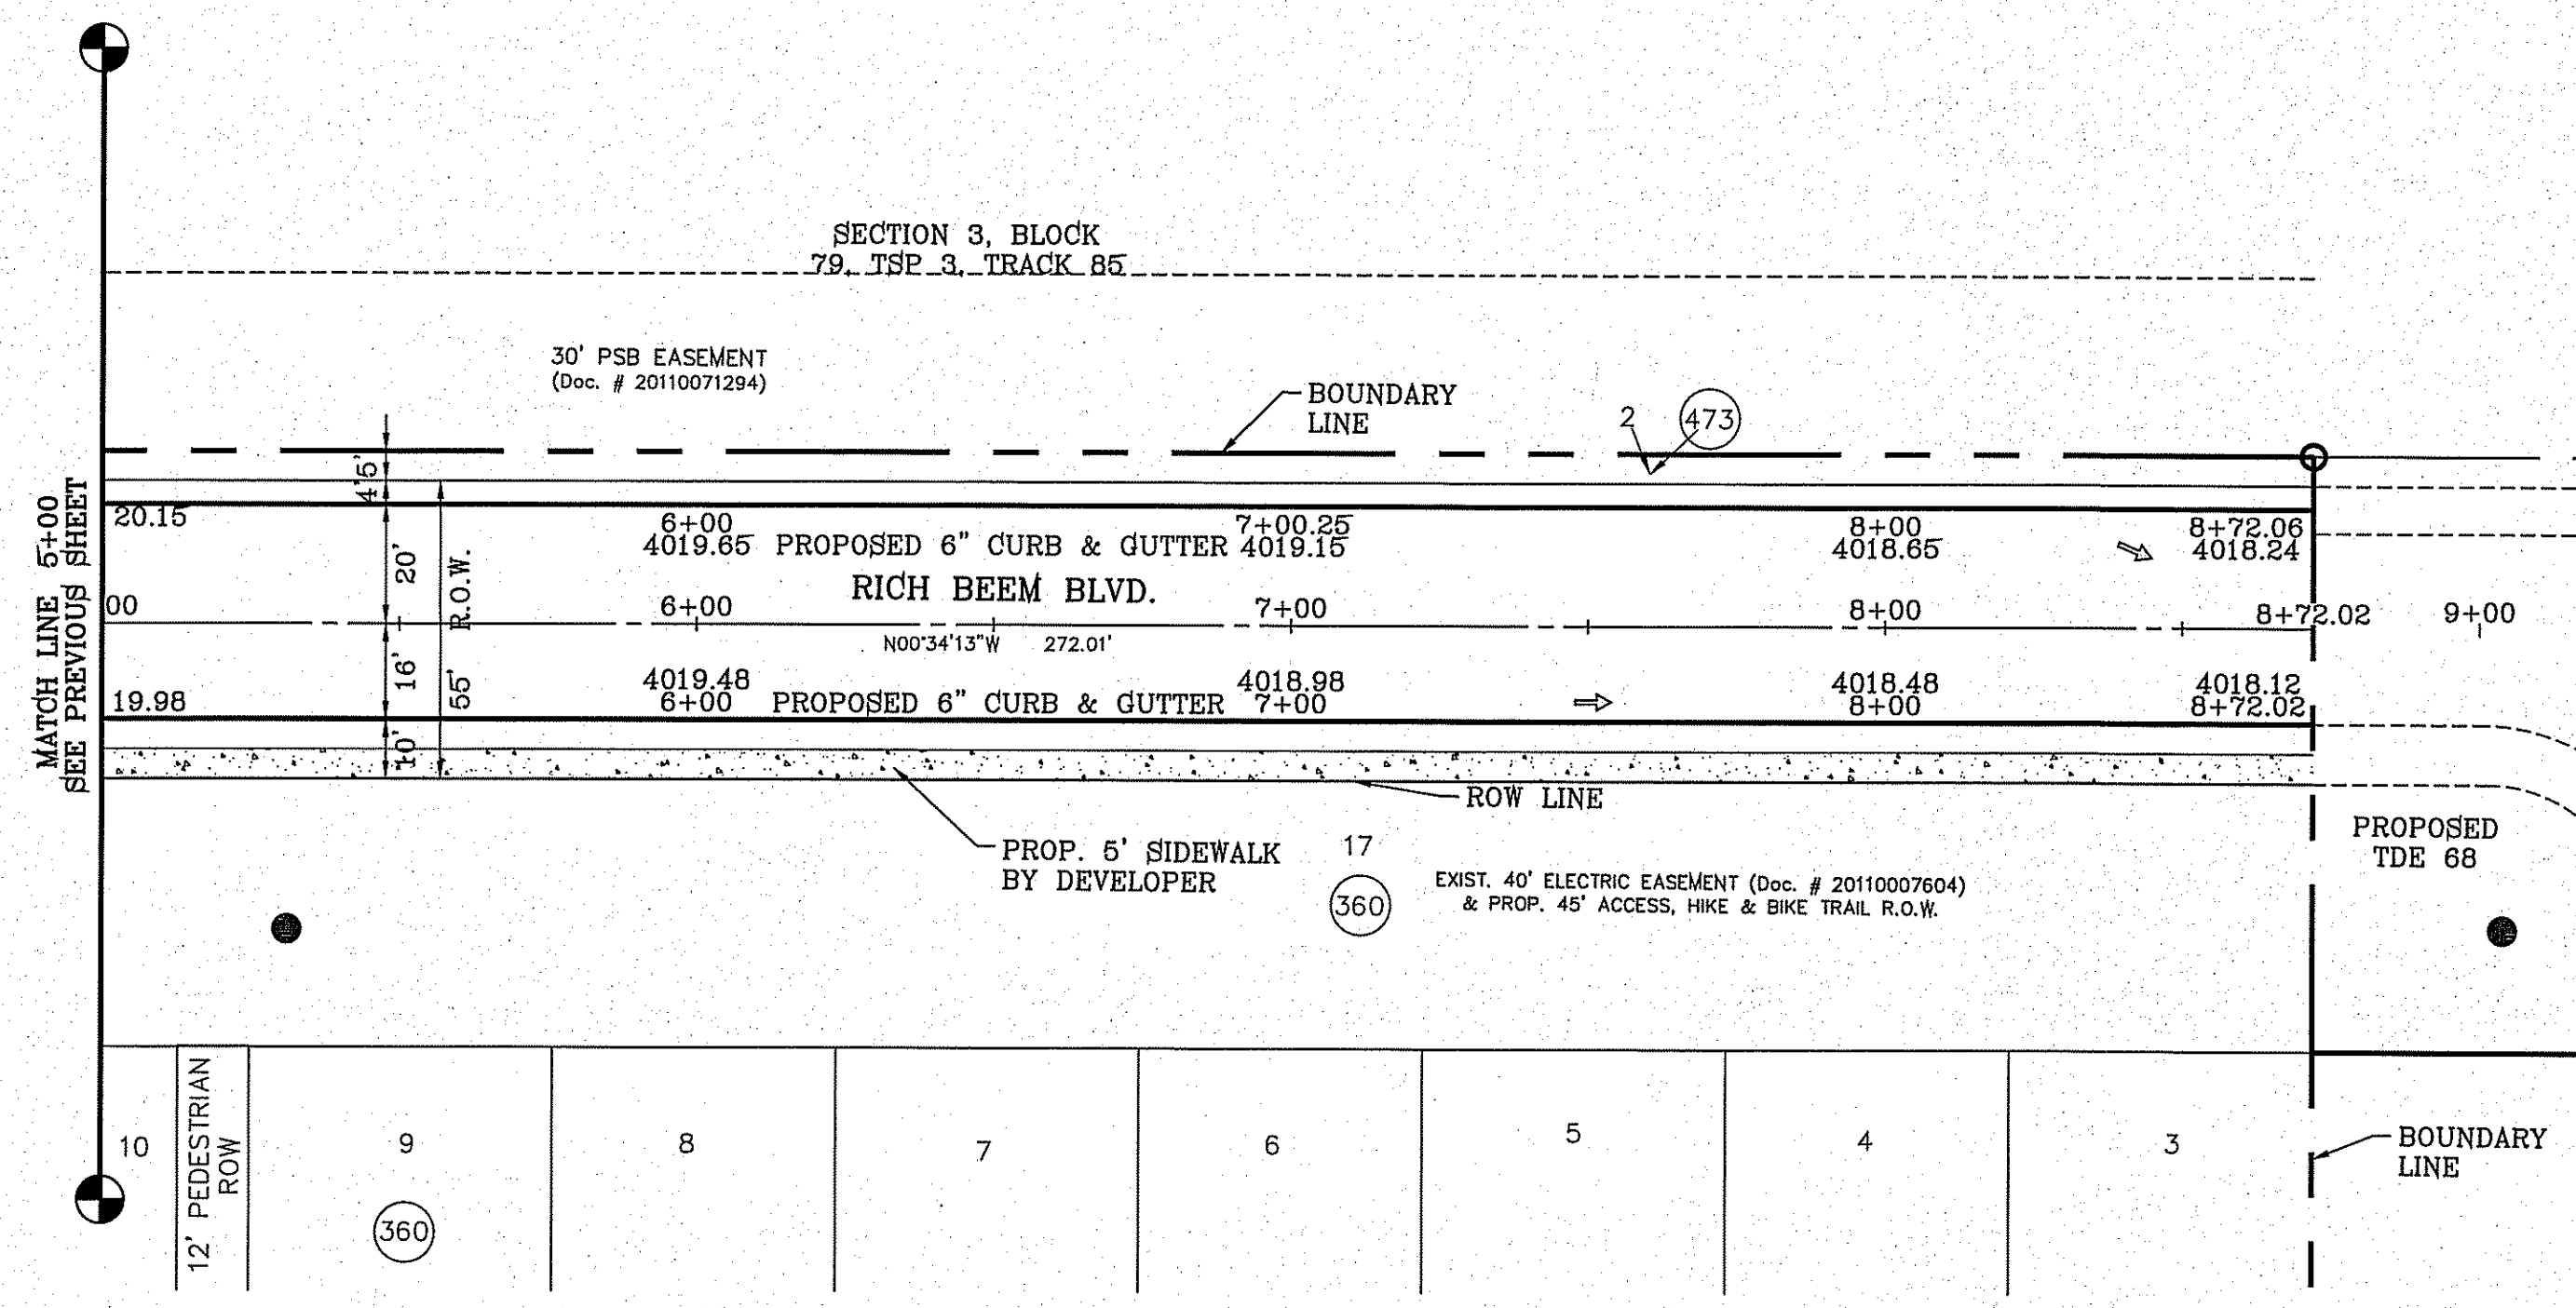 SECTION 3, BLOCK
79, TSP 3, TRACK 85
30' PSB EASEMENT
(Doc. # 20110071294)
BOUNDARY
LINE
2
473
MATCH LINE 5+00
SEE PREVIOUS SHEET
5'
4'
20'
16'
10'
R.O.W.
55'
20.15
6+00
4019.65
PROPOSED 6" CURB & GUTTER
7+00.25
4019.15
8+00
4018.65
8+72.06
4018.24
RICH BEEM BLVD.
00
6+00
7+00
8+00
8+72.02
9+00
N00°34'13"W 272.01'
19.98
4019.48
6+00
PROPOSED 6" CURB & GUTTER
4018.98
7+00
4018.48
8+00
4018.12
8+72.02
ROW LINE
PROP. 5' SIDEWALK
BY DEVELOPER
17
360
EXIST. 40' ELECTRIC EASEMENT (Doc. # 20110007604)
& PROP. 45' ACCESS, HIKE & BIKE TRAIL R.O.W.
PROPOSED
TDE 68
10
12' PEDESTRIAN
ROW
9
360
8
7
6
5
4
3
BOUNDARY
LINE